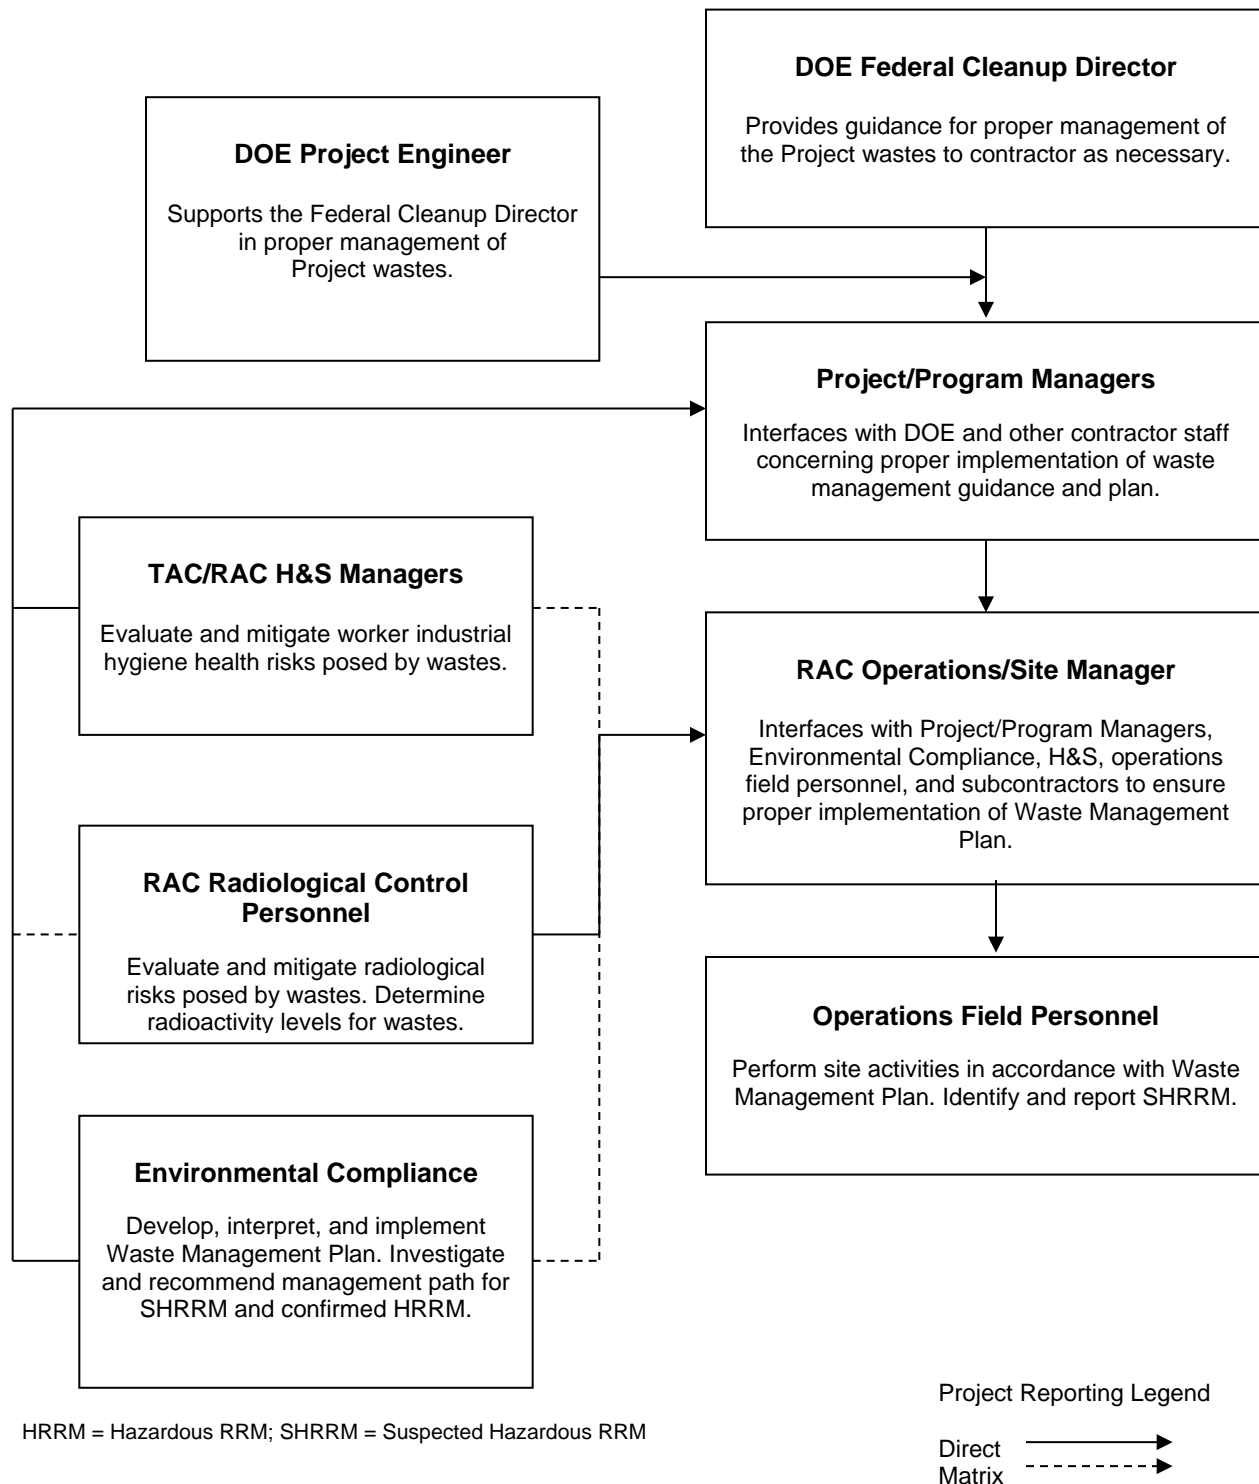 DOE Federal Cleanup Director
Provides guidance for proper management of
the Project wastes to contractor as necessary.
DOE Project Engineer
Supports the Federal Cleanup Director
in proper management of
Project wastes.
Project/Program Managers
Interfaces with DOE and other contractor staff
concerning proper implementation of waste
management guidance and plan.
TAC/RAC H&S Managers
Evaluate and mitigate worker industrial
hygiene health risks posed by wastes.
RAC Operations/Site Manager
Interfaces with Project/Program Managers,
Environmental Compliance, H&S, operations
field personnel, and subcontractors to ensure
proper implementation of Waste Management
Plan.
RAC Radiological Control
Personnel
Evaluate and mitigate radiological
risks posed by wastes. Determine
radioactivity levels for wastes.
Operations Field Personnel
Perform site activities in accordance with Waste
Management Plan. Identify and report SHRRM.
Environmental Compliance
Develop, interpret, and implement
Waste Management Plan. Investigate
and recommend management path for
SHRRM and confirmed HRRM.
HRRM = Hazardous RRM; SHRRM = Suspected Hazardous RRM
Project Reporting Legend
Direct
Matrix